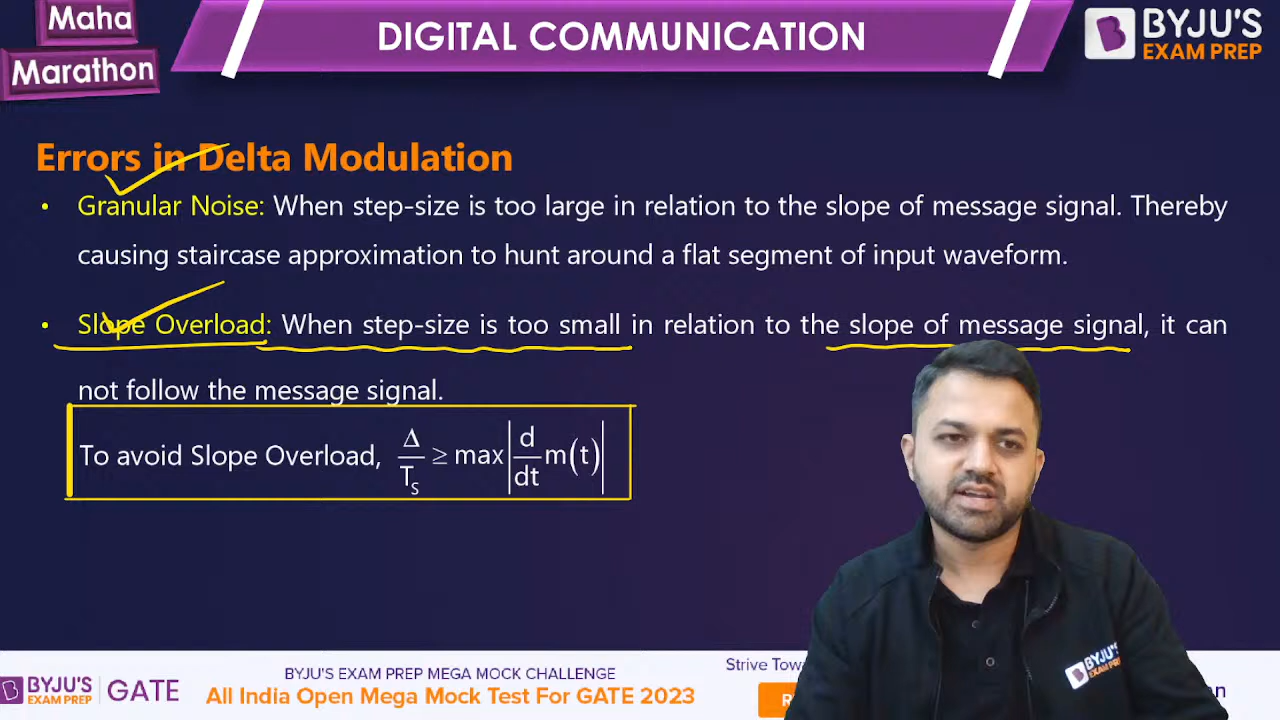 Maha
Marathon
DIGITAL COMMUNICATION
BYJU'S
EXAM PREP
Errors in Delta Modulation
• Granular Noise: When step-size is too large in relation to the slope of message signal. Thereby
causing staircase approximation to hunt around a flat segment of input waveform.
• Slope Overload: When step-size is too small in relation to the slope of message signal, it can
not follow the message signal.
To avoid Slope Overload, Δ/Ts ≥ max|d/dt m(t)|
BYJU'S
EXAM PREP
BYJU'S
EXAM PREP
GATE
BYJU'S EXAM PREP MEGA MOCK CHALLENGE
All India Open Mega Mock Test For GATE 2023
Strive